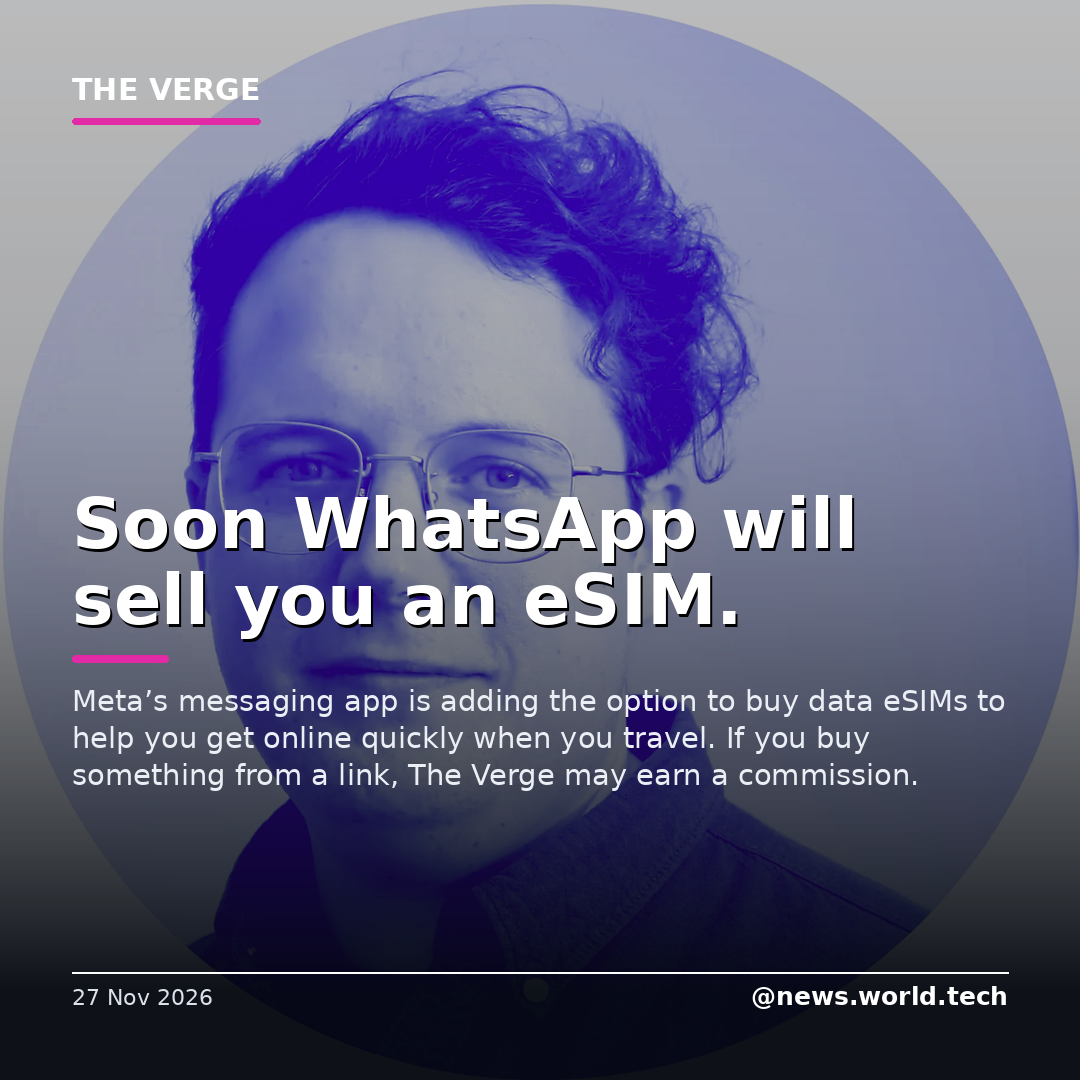 THE VERGE
Soon WhatsApp will
sell you an eSIM.
Meta’s messaging app is adding the option to buy data eSIMs to
help you get online quickly when you travel. If you buy
something from a link, The Verge may earn a commission.
27 Nov 2026
@news.world.tech